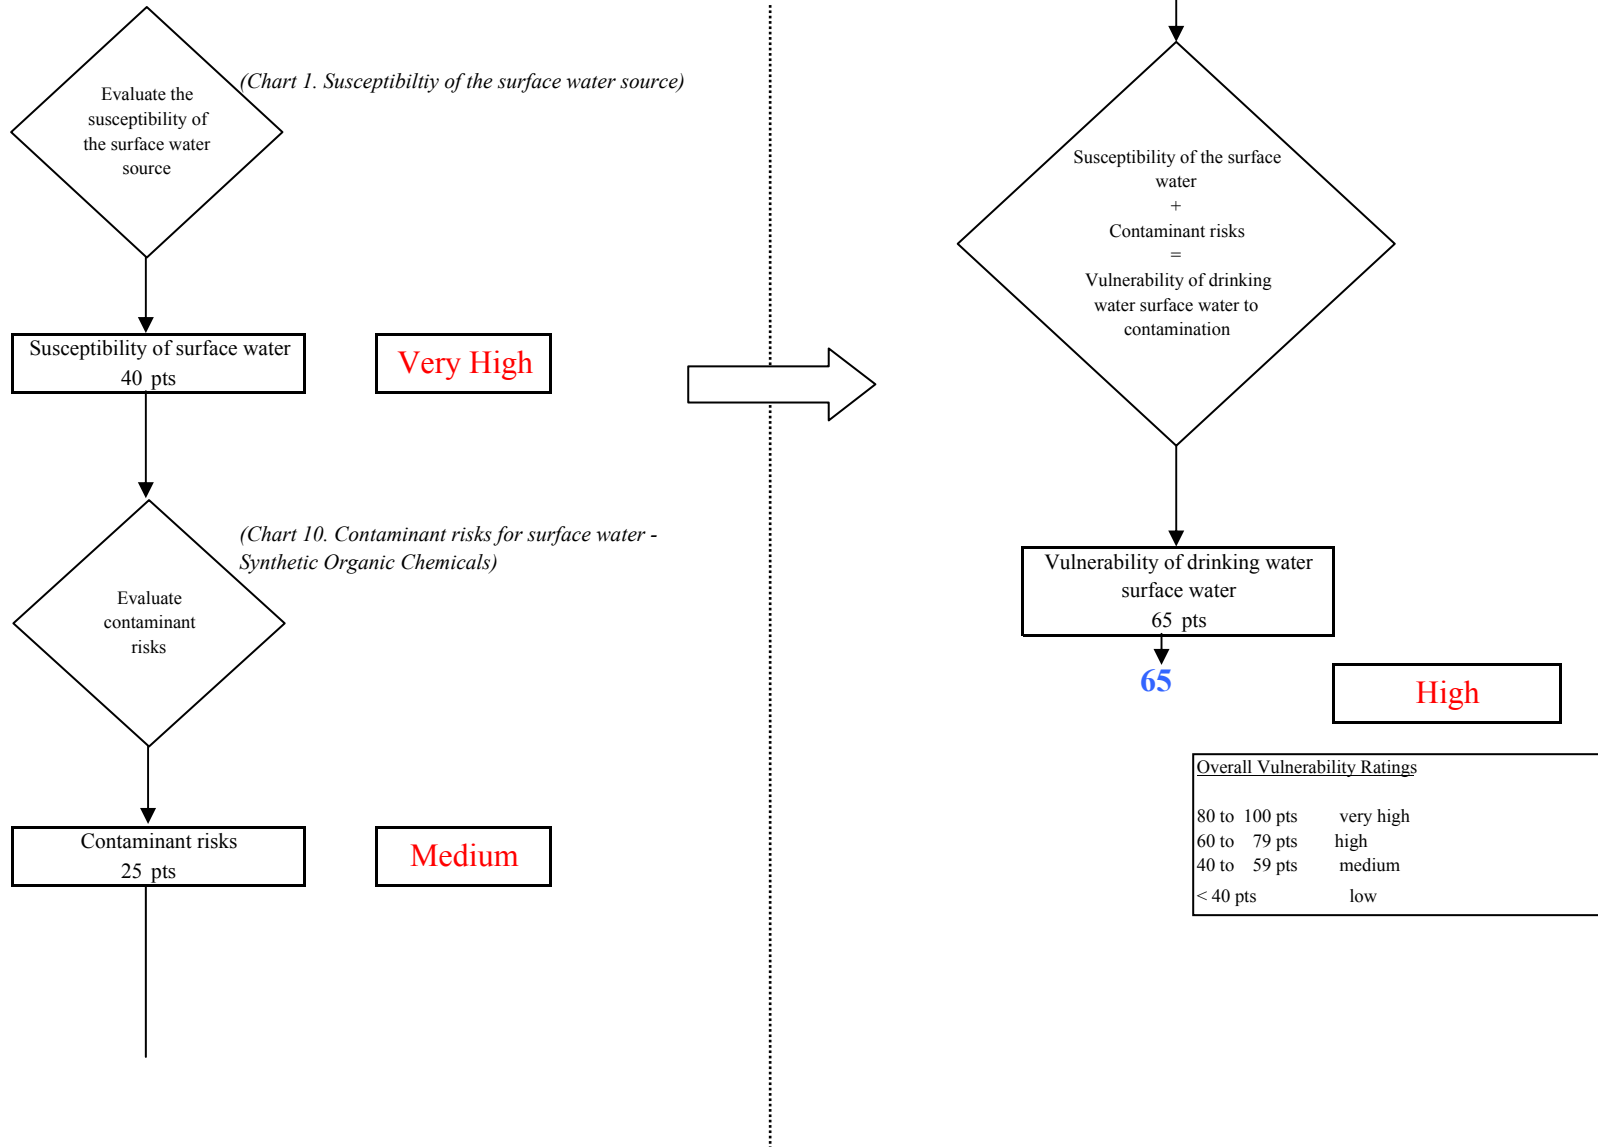 Evaluate the
susceptibility of
the surface water
source
(Chart 1. Susceptibiltiy of the surface water source)
Susceptibility of surface water
40 pts
Very High
(Chart 10. Contaminant risks for surface water -
Synthetic Organic Chemicals)
Evaluate
contaminant
risks
Contaminant risks
25 pts
Medium
Susceptibility of the surface
water
+
Contaminant risks
=
Vulnerability of drinking
water surface water to
contamination
Vulnerability of drinking water
surface water
65 pts
65
High
Overall Vulnerability Ratings
80 to 100 pts very high
60 to 79 pts high
40 to 59 pts medium
< 40 pts low